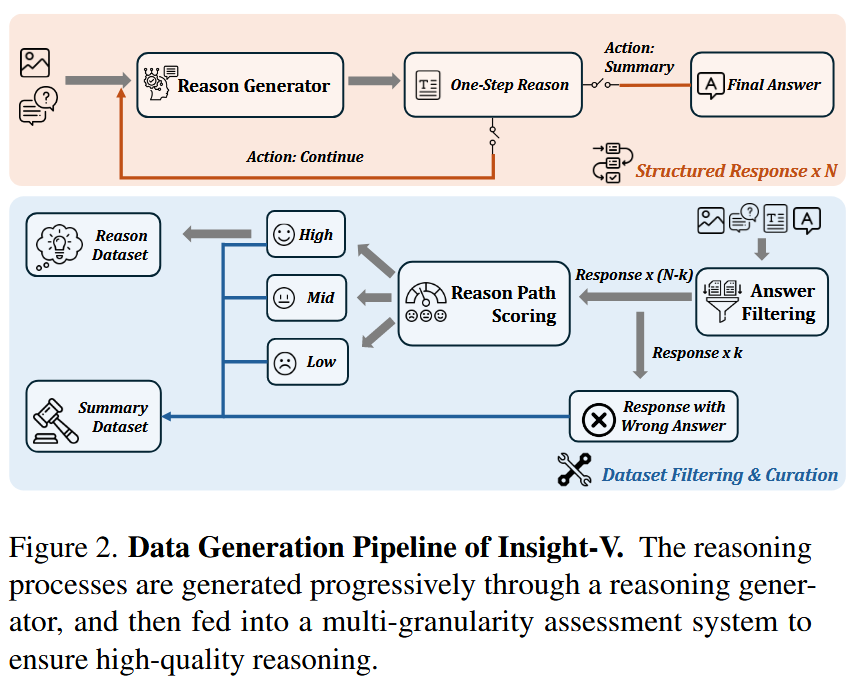 Action:
Summary
Reason Generator
One-Step Reason
Final Answer
Action: Continue
Structured Response x N
Reason
Dataset
High
Mid
Low
Reason Path
Scoring
Response x (N-k)
Answer
Filtering
Response x k
Summary
Dataset
Response with
Wrong Answer
Dataset Filtering & Curation
Figure 2. Data Generation Pipeline of Insight-V. The reasoning
processes are generated progressively through a reasoning gener-
ator, and then fed into a multi-granularity assessment system to
ensure high-quality reasoning.